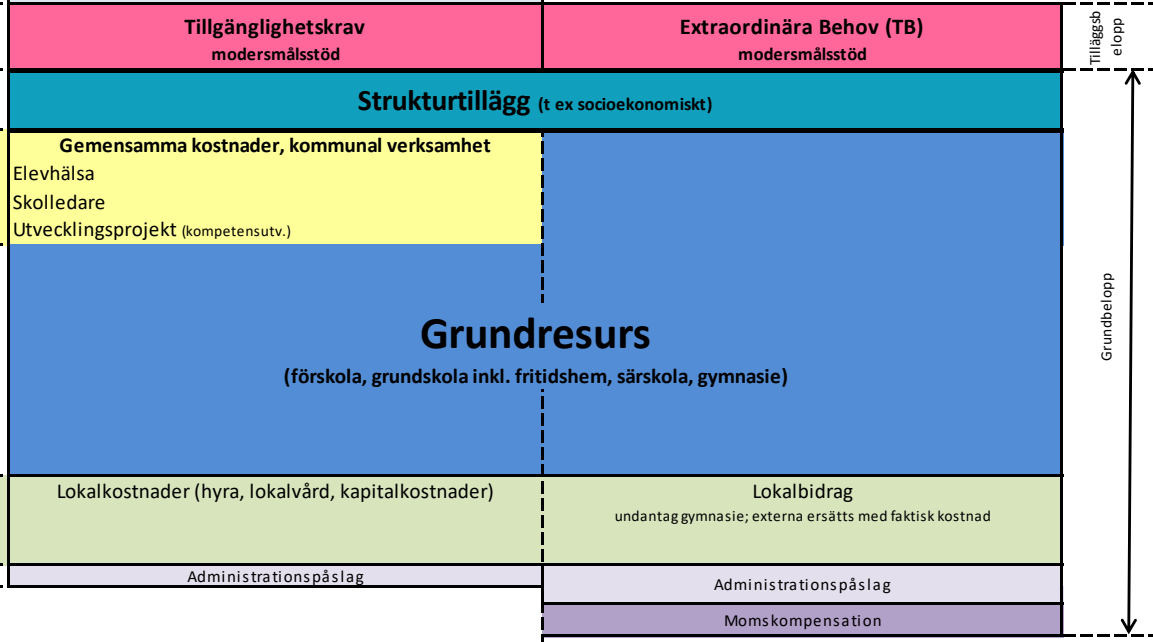 Tillgänglighetskrav
modersmålsstöd
Extraordinära Behov (TB)
modersmålsstöd
Tilläggsb
elopp
Strukturtillägg (t ex socioekonomiskt)
Gemensamma kostnader, kommunal verksamhet
Elevhälsa
Skolledare
Utvecklingsprojekt (kompetensutv.)
Grundbelopp
Grundresurs
(förskola, grundskola inkl. fritidshem, särskola, gymnasie)
Lokalkostnader (hyra, lokalvård, kapitalkostnader)
Lokalbidrag
undantag gymnasie; externa ersätts med faktisk kostnad
Administrationspåslag
Administrationspåslag
Momskompensation